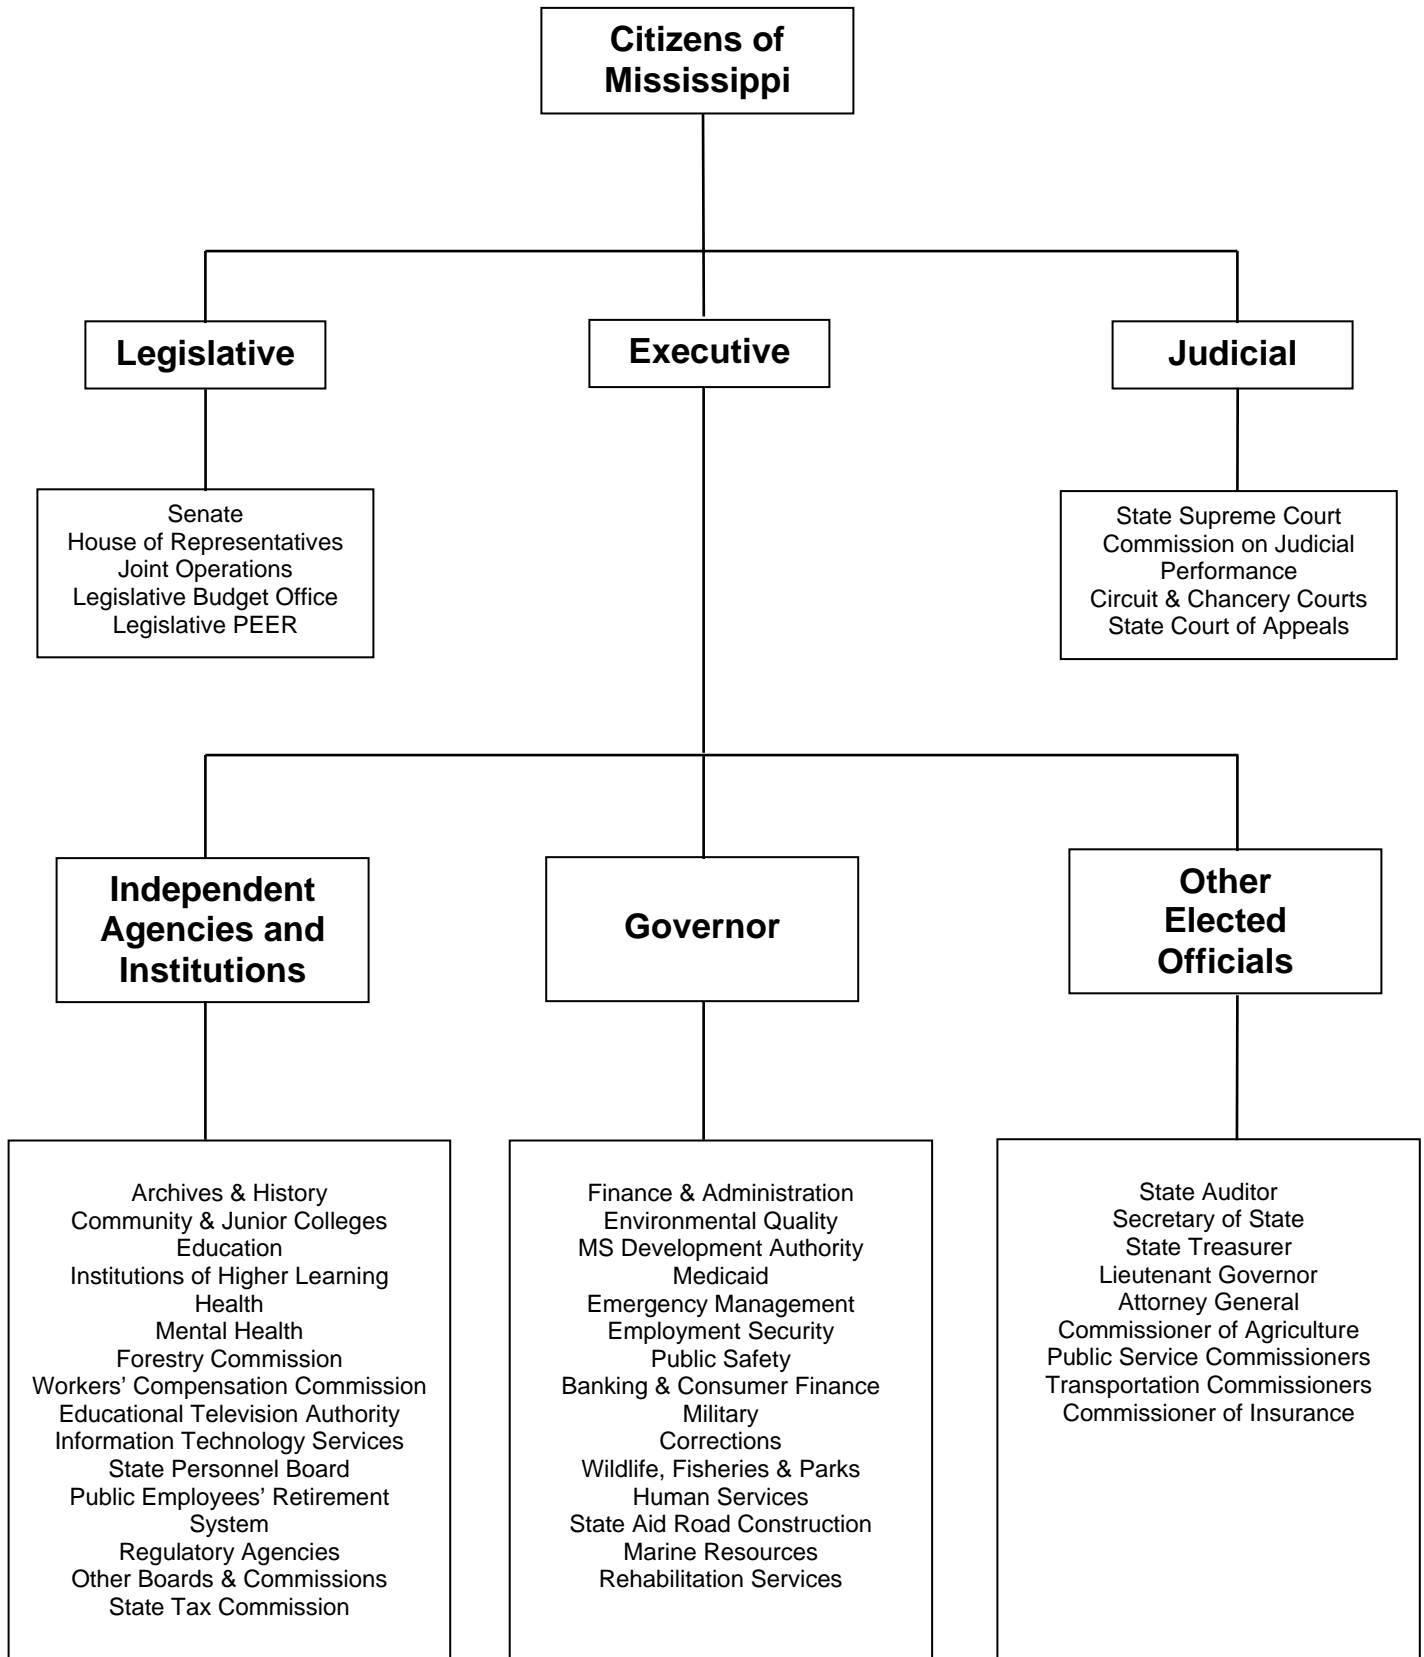 Citizens of
Mississippi
Legislative
Executive
Judicial
Senate
House of Representatives
Joint Operations
Legislative Budget Office
Legislative PEER
State Supreme Court
Commission on Judicial
Performance
Circuit & Chancery Courts
State Court of Appeals
Independent
Agencies and
Institutions
Governor
Other
Elected
Officials
Archives & History
Community & Junior Colleges
Education
Institutions of Higher Learning
Health
Mental Health
Forestry Commission
Workers’ Compensation Commission
Educational Television Authority
Information Technology Services
State Personnel Board
Public Employees’ Retirement
System
Regulatory Agencies
Other Boards & Commissions
State Tax Commission
Finance & Administration
Environmental Quality
MS Development Authority
Medicaid
Emergency Management
Employment Security
Public Safety
Banking & Consumer Finance
Military
Corrections
Wildlife, Fisheries & Parks
Human Services
State Aid Road Construction
Marine Resources
Rehabilitation Services
State Auditor
Secretary of State
State Treasurer
Lieutenant Governor
Attorney General
Commissioner of Agriculture
Public Service Commissioners
Transportation Commissioners
Commissioner of Insurance